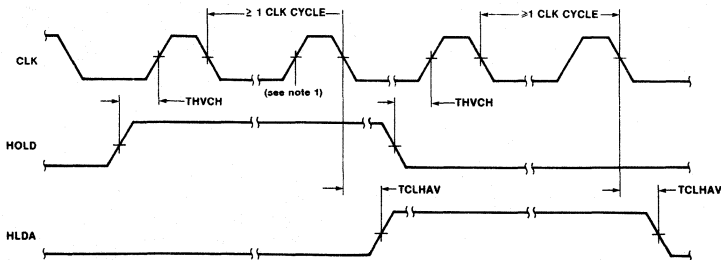 ≥ 1 CLK CYCLE
≥1 CLK CYCLE
CLK
THVCH
(see note 1)
THVCH
HOLD
TCLHAV
TCLHAV
HLDA